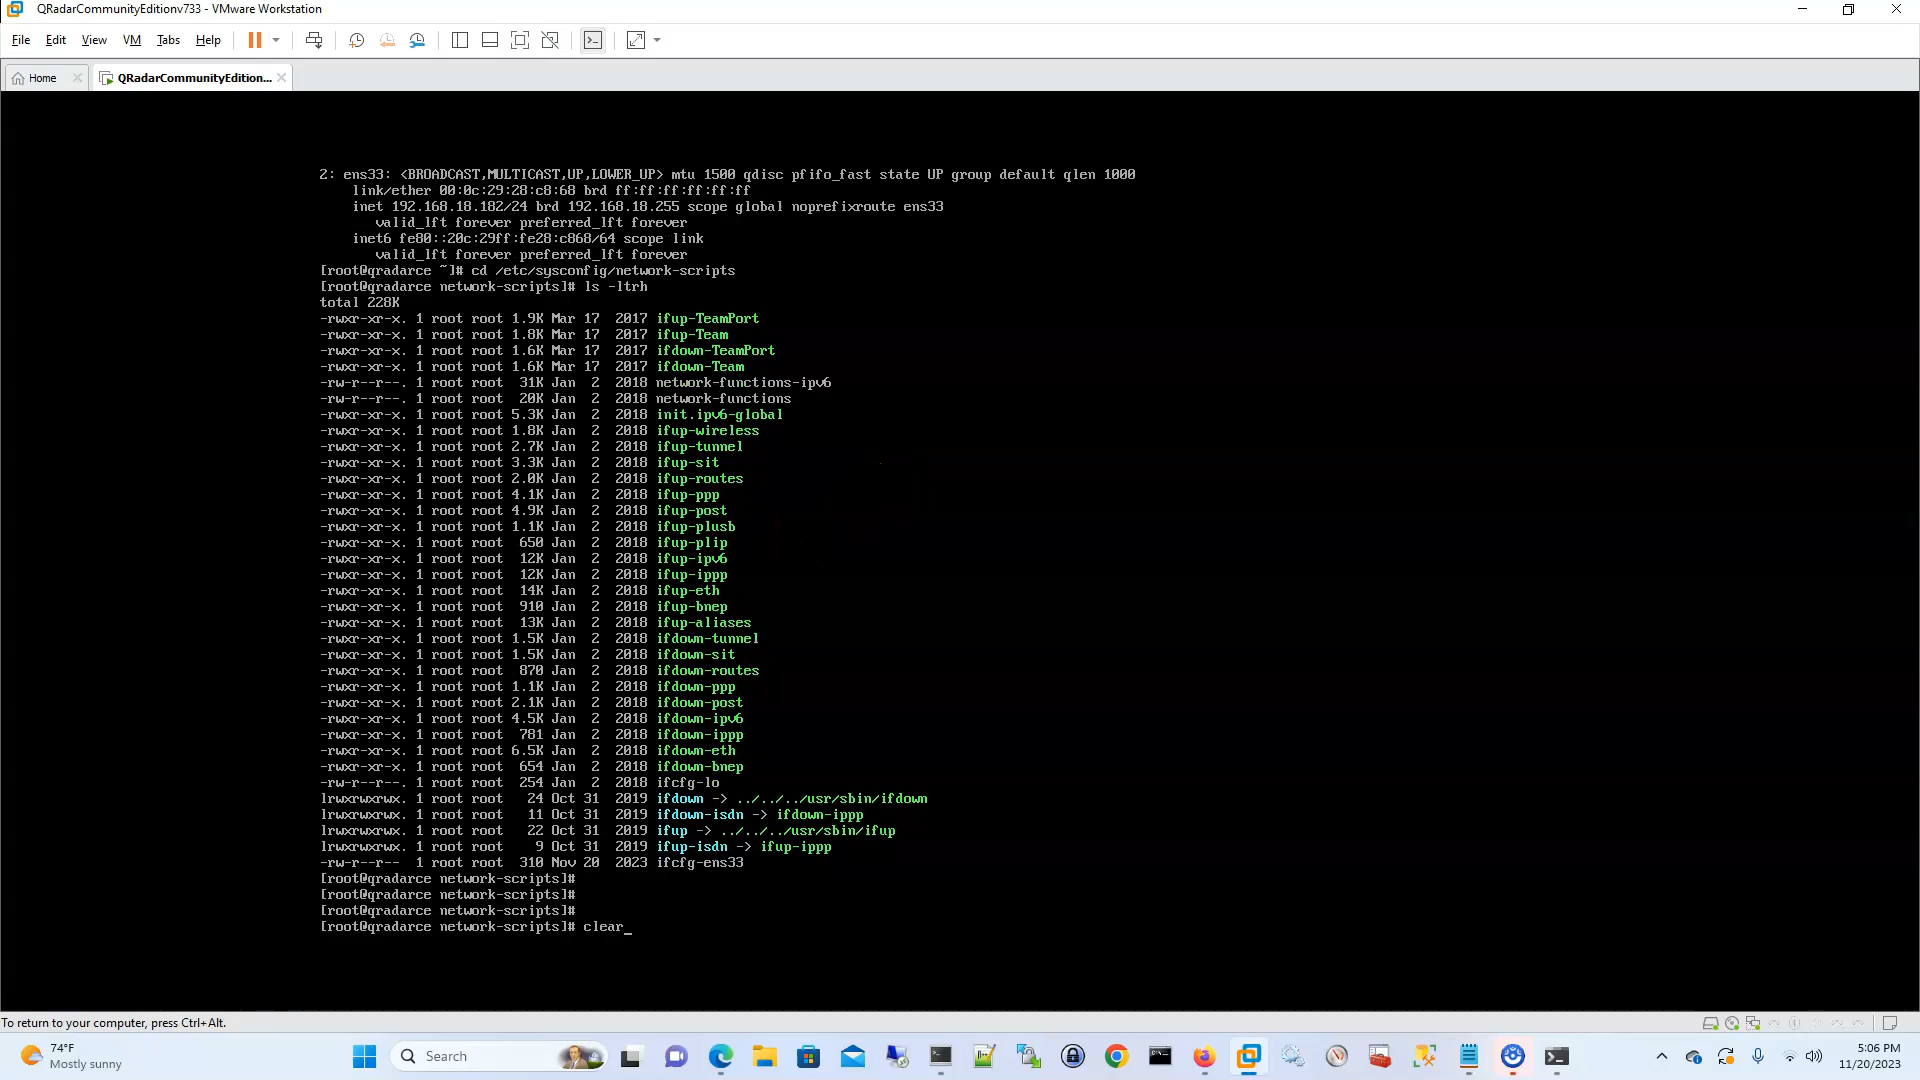 QRadarCommunityEditionv733 - VMware Workstation
File Edit View VM Tabs Help
Home QRadarCommunityEdition...
2: ens33: <BROADCAST,MULTICAST,UP,LOWER_UP> mtu 1500 qdisc pfifo_fast state UP group default qlen 1000
link/ether 00:0c:29:28:c8:68 brd ff:ff:ff:ff:ff:ff
inet 192.168.18.182/24 brd 192.168.18.255 scope global noprefixroute ens33
valid_lft forever preferred_lft forever
inet6 fe80::20c:29ff:fe28:c868/64 scope link
valid_lft forever preferred_lft forever
[root@qradarce ~]# cd /etc/sysconfig/network-scripts
[root@qradarce network-scripts]# ls -ltrh
total 228K
-rwxr-xr-x. 1 root root 1.9K Mar 17 2017 ifup-TeamPort
-rwxr-xr-x. 1 root root 1.8K Mar 17 2017 ifup-Team
-rwxr-xr-x. 1 root root 1.6K Mar 17 2017 ifdown-TeamPort
-rwxr-xr-x. 1 root root 1.6K Mar 17 2017 ifdown-Team
-rw-r--r--. 1 root root 31K Jan 2 2018 network-functions-ipv6
-rw-r--r--. 1 root root 20K Jan 2 2018 network-functions
-rwxr-xr-x. 1 root root 5.3K Jan 2 2018 init.ipv6-global
-rwxr-xr-x. 1 root root 1.8K Jan 2 2018 ifup-wireless
-rwxr-xr-x. 1 root root 2.7K Jan 2 2018 ifup-tunnel
-rwxr-xr-x. 1 root root 3.3K Jan 2 2018 ifup-sit
-rwxr-xr-x. 1 root root 2.0K Jan 2 2018 ifup-routes
-rwxr-xr-x. 1 root root 4.1K Jan 2 2018 ifup-ppp
-rwxr-xr-x. 1 root root 4.9K Jan 2 2018 ifup-post
-rwxr-xr-x. 1 root root 1.1K Jan 2 2018 ifup-plusb
-rwxr-xr-x. 1 root root 650 Jan 2 2018 ifup-plip
-rwxr-xr-x. 1 root root 12K Jan 2 2018 ifup-ipv6
-rwxr-xr-x. 1 root root 12K Jan 2 2018 ifup-ippp
-rwxr-xr-x. 1 root root 14K Jan 2 2018 ifup-eth
-rwxr-xr-x. 1 root root 910 Jan 2 2018 ifup-bnep
-rwxr-xr-x. 1 root root 13K Jan 2 2018 ifup-aliases
-rwxr-xr-x. 1 root root 1.5K Jan 2 2018 ifdown-tunnel
-rwxr-xr-x. 1 root root 1.5K Jan 2 2018 ifdown-sit
-rwxr-xr-x. 1 root root 870 Jan 2 2018 ifdown-routes
-rwxr-xr-x. 1 root root 1.1K Jan 2 2018 ifdown-ppp
-rwxr-xr-x. 1 root root 2.1K Jan 2 2018 ifdown-post
-rwxr-xr-x. 1 root root 4.5K Jan 2 2018 ifdown-ipv6
-rwxr-xr-x. 1 root root 781 Jan 2 2018 ifdown-ippp
-rwxr-xr-x. 1 root root 6.5K Jan 2 2018 ifdown-eth
-rwxr-xr-x. 1 root root 654 Jan 2 2018 ifdown-bnep
-rw-r--r--. 1 root root 254 Jan 2 2018 ifcfg-lo
lrwxrwxrwx. 1 root root 24 Oct 31 2019 ifdown -> ../../../usr/sbin/ifdown
lrwxrwxrwx. 1 root root 11 Oct 31 2019 ifdown-isdn -> ifdown-ippp
lrwxrwxrwx. 1 root root 22 Oct 31 2019 ifup -> ../../../usr/sbin/ifup
lrwxrwxrwx. 1 root root 9 Oct 31 2019 ifup-isdn -> ifup-ippp
-rw-r--r-- 1 root root 310 Nov 20 2023 ifcfg-ens33
[root@qradarce network-scripts]#
[root@qradarce network-scripts]#
[root@qradarce network-scripts]#
[root@qradarce network-scripts]# clear_
To return to your computer, press Ctrl+Alt.
74°F
Mostly sunny
Search
5:06 PM
11/20/2023